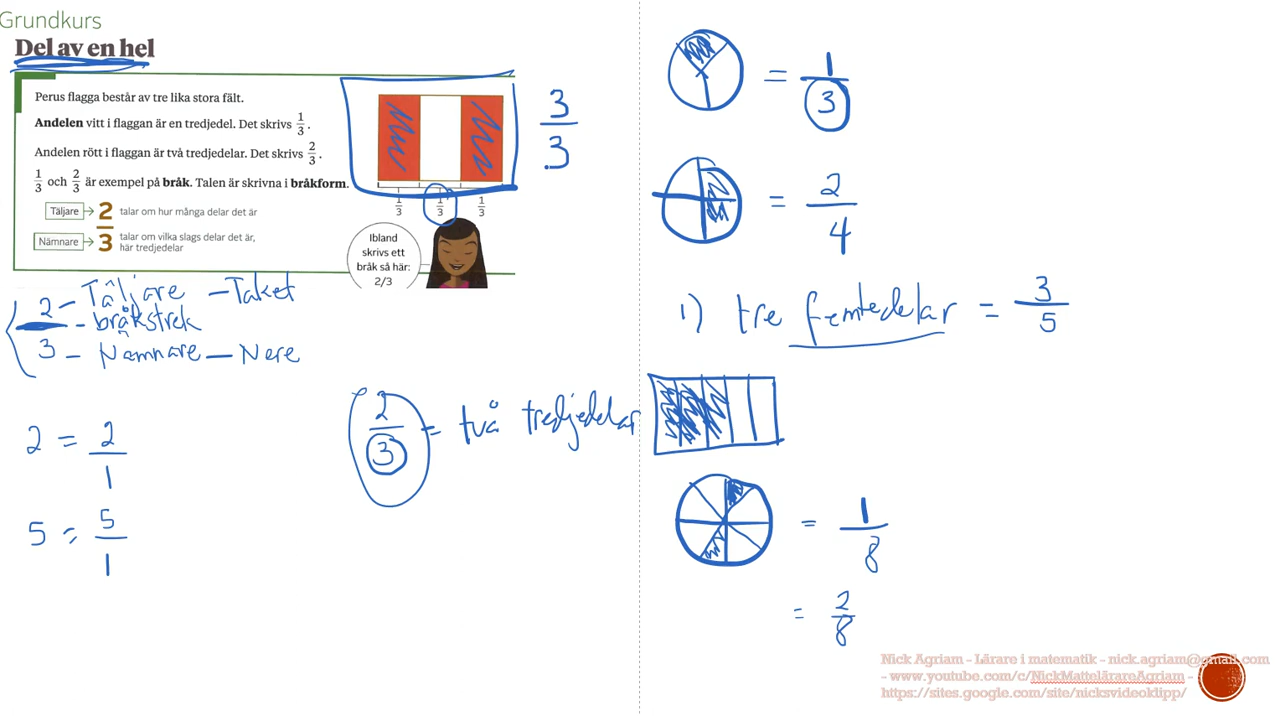 Grundkurs
Del av en hel
Perus flagga består av tre lika stora fält.
Andelen vitt i flaggan är en tredjedel. Det skrivs 1/3.
Andelen rött i flaggan är två tredjedelar. Det skrivs 2/3.
1/3 och 2/3 är exempel på bråk. Talen är skrivna i bråkform.
Täljare → 2 talar om hur många delar det är
Nämnare → 3 talar om vilka slags delar det är,
här tredjedelar
1/3 1/3 1/3
Ibland
skrivs ett
bråk så här:
2/3
3/3
2 – Täljare – Taket
– bråkstrek
3 – Nämnare – Nere
2 = 2/1
5 = 5/1
2/3 = två tredjedelar
= 1/3
= 2/4
1) tre femtedelar = 3/5
= 1/8
= 2/8
Nick Agriam - Lärare i matematik - nick.agriam@gmail.com
- www.youtube.com/c/NickMattelärareAgriam -
https://sites.google.com/site/nicksvideoklipp/